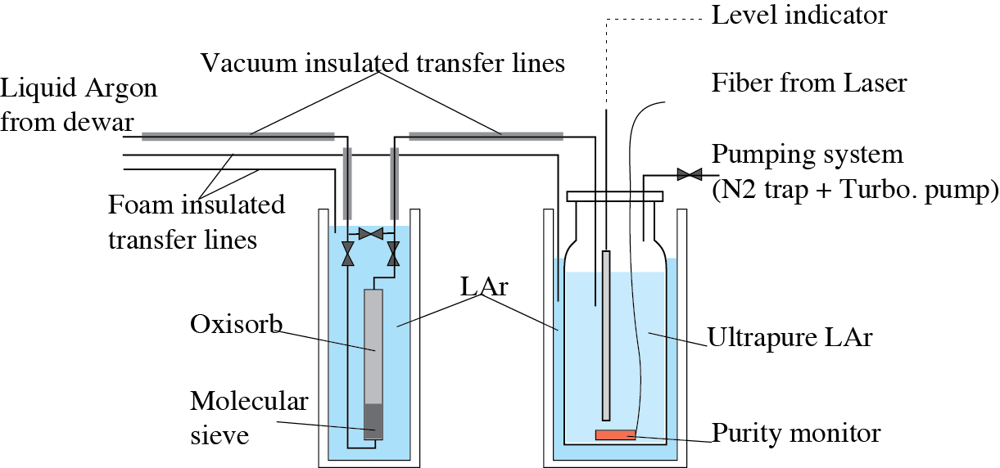 Level indicator
Vacuum insulated transfer lines
Liquid Argon
from dewar
Fiber from Laser
Pumping system
(N2 trap + Turbo. pump)
Foam insulated
transfer lines
LAr
Oxisorb
Ultrapure LAr
Molecular
sieve
Purity monitor